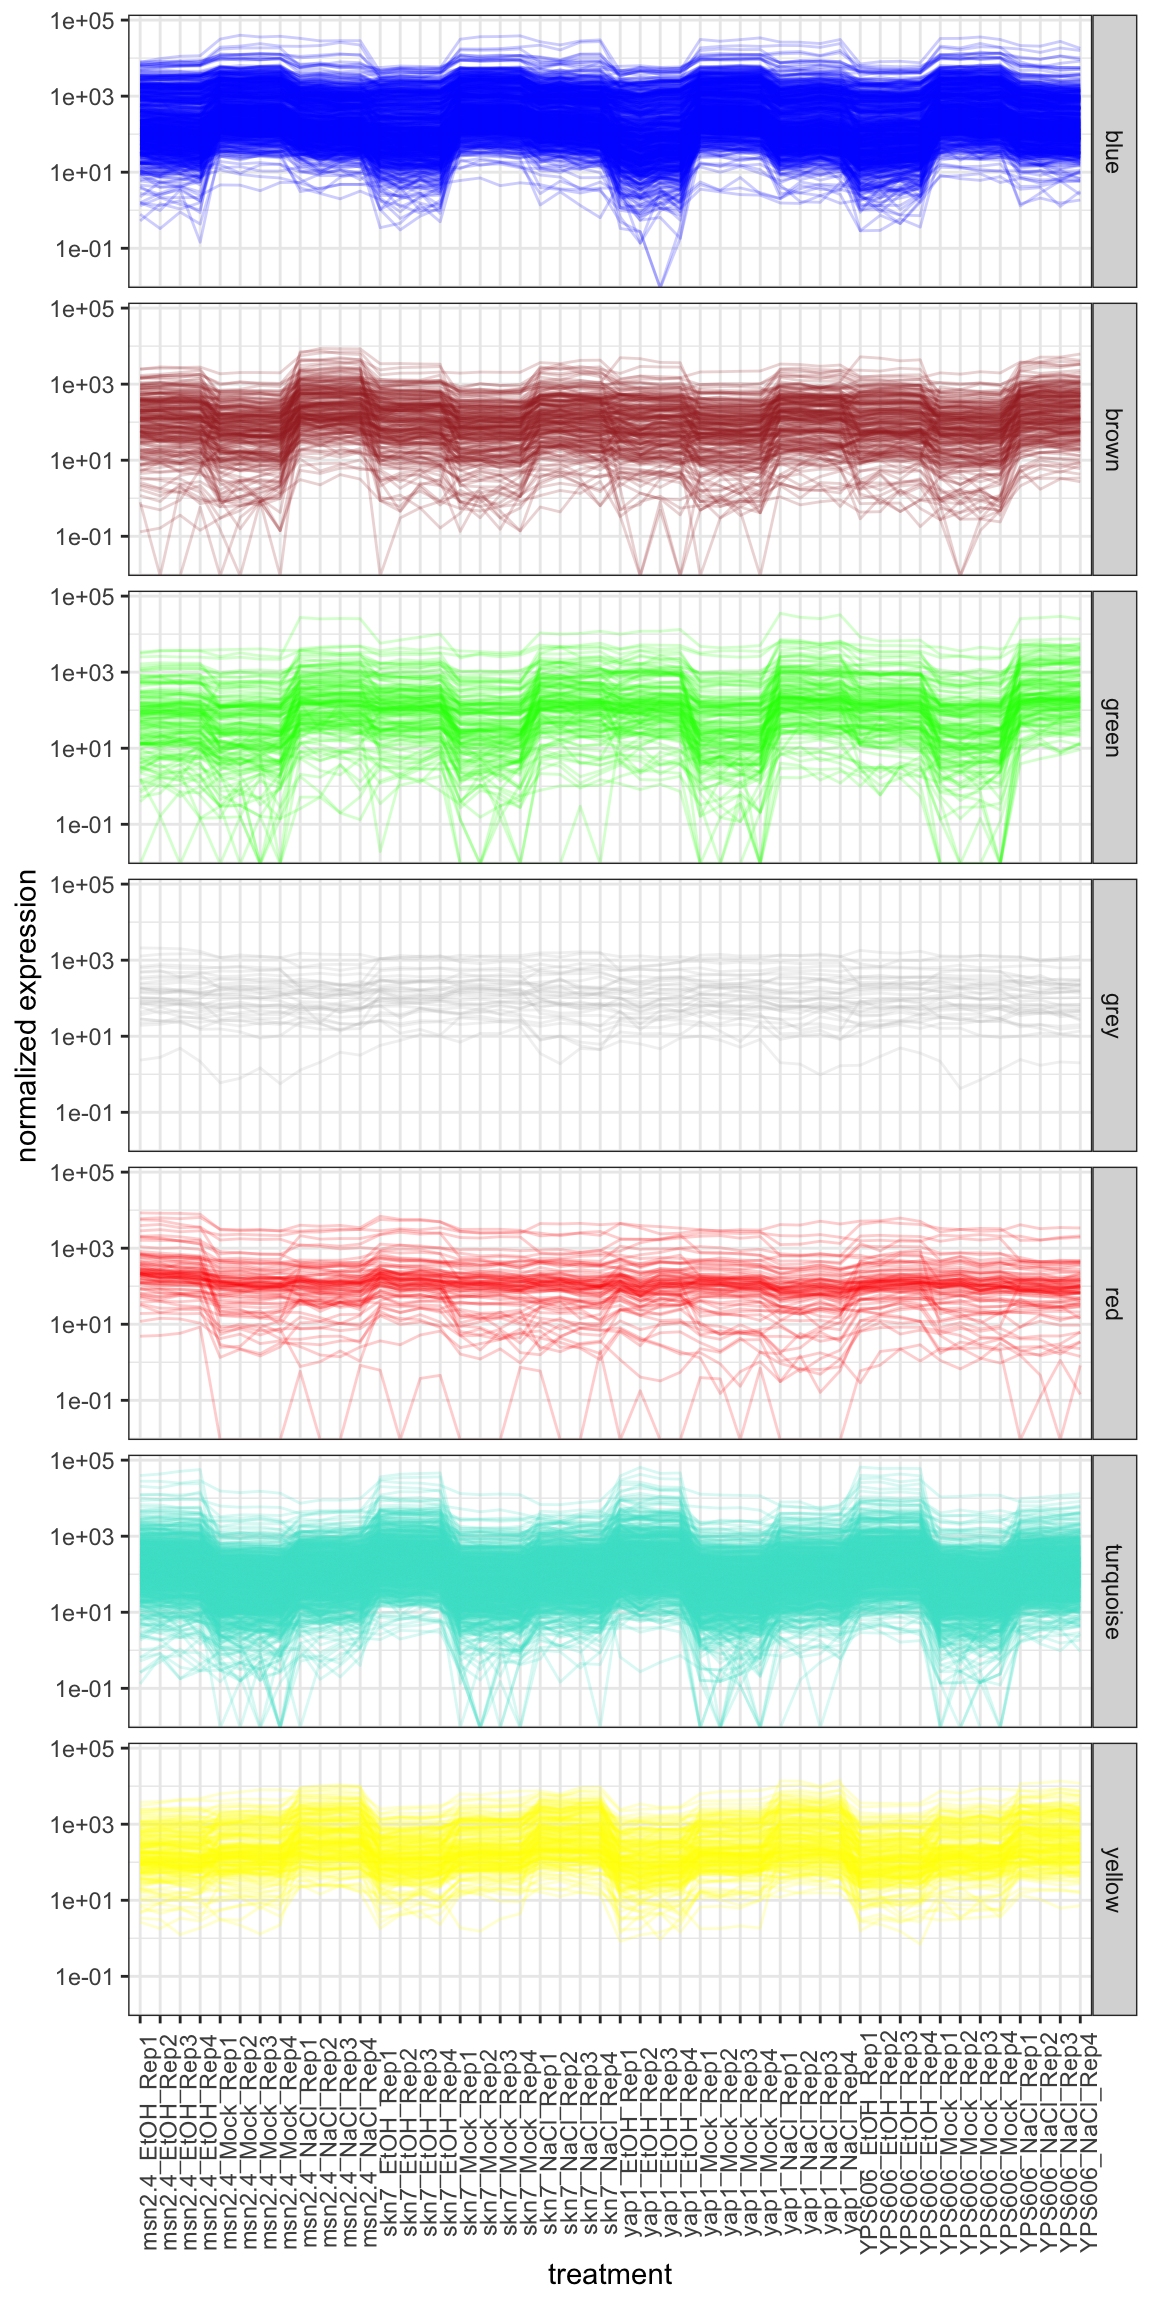 normalized expression
1e+05
1e+03
1e+01
1e-01
blue
1e+05
1e+03
1e+01
1e-01
brown
1e+05
1e+03
1e+01
1e-01
green
1e+05
1e+03
1e+01
1e-01
grey
1e+05
1e+03
1e+01
1e-01
red
1e+05
1e+03
1e+01
1e-01
turquoise
1e+05
1e+03
1e+01
1e-01
yellow
msn2.4_EtOH_Rep1
msn2.4_EtOH_Rep2
msn2.4_EtOH_Rep3
msn2.4_EtOH_Rep4
msn2.4_Mock_Rep1
msn2.4_Mock_Rep2
msn2.4_Mock_Rep3
msn2.4_Mock_Rep4
msn2.4_NaCl_Rep1
msn2.4_NaCl_Rep2
msn2.4_NaCl_Rep3
msn2.4_NaCl_Rep4
skn7_EtOH_Rep1
skn7_EtOH_Rep2
skn7_EtOH_Rep3
skn7_EtOH_Rep4
skn7_Mock_Rep1
skn7_Mock_Rep2
skn7_Mock_Rep3
skn7_Mock_Rep4
skn7_NaCl_Rep1
skn7_NaCl_Rep2
skn7_NaCl_Rep3
skn7_NaCl_Rep4
yap1_EtOH_Rep1
yap1_EtOH_Rep2
yap1_EtOH_Rep3
yap1_EtOH_Rep4
yap1_Mock_Rep1
yap1_Mock_Rep2
yap1_Mock_Rep3
yap1_Mock_Rep4
yap1_NaCl_Rep1
yap1_NaCl_Rep2
yap1_NaCl_Rep3
yap1_NaCl_Rep4
YPS606_EtOH_Rep1
YPS606_EtOH_Rep2
YPS606_EtOH_Rep3
YPS606_EtOH_Rep4
YPS606_Mock_Rep1
YPS606_Mock_Rep2
YPS606_Mock_Rep3
YPS606_Mock_Rep4
YPS606_NaCl_Rep1
YPS606_NaCl_Rep2
YPS606_NaCl_Rep3
YPS606_NaCl_Rep4
treatment